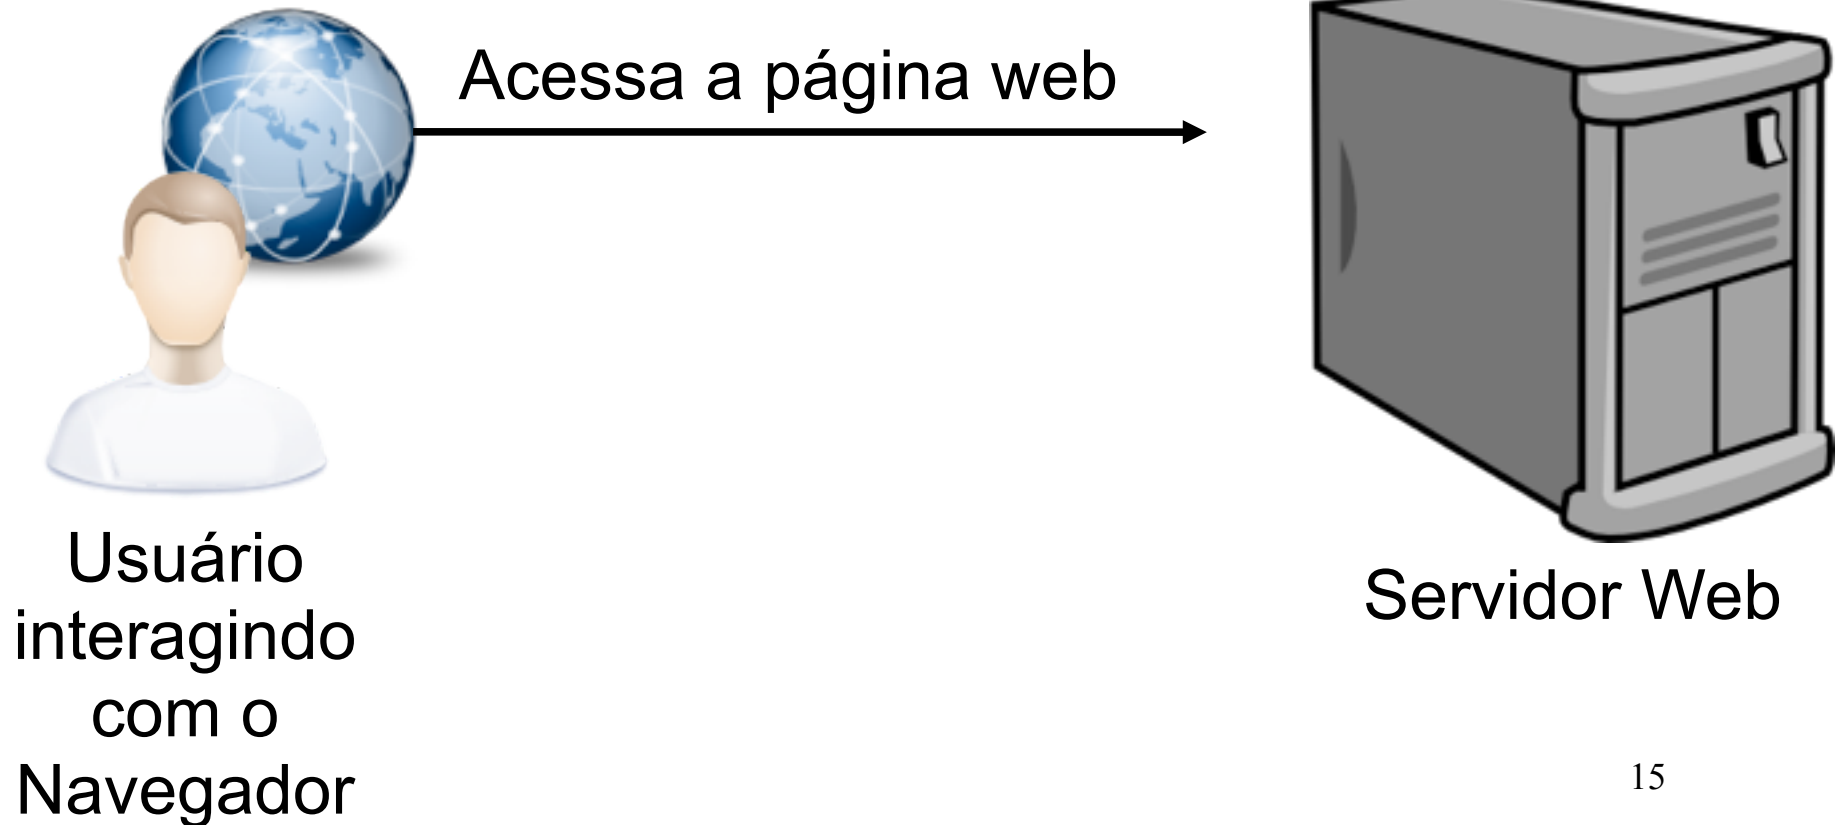 Acessa a página web
Usuário
interagindo
com o
Navegador
Servidor Web
15